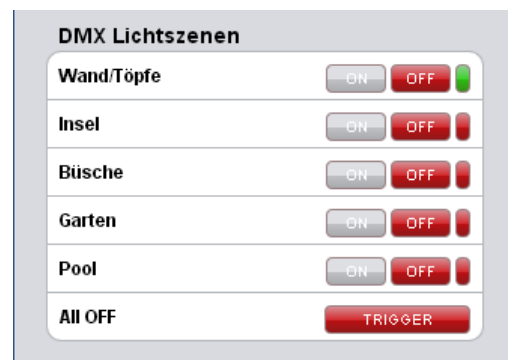 DMX Lichtszenen
Wand/Töpfe ON OFF
Insel ON OFF
Büsche ON OFF
Garten ON OFF
Pool ON OFF
All OFF TRIGGER